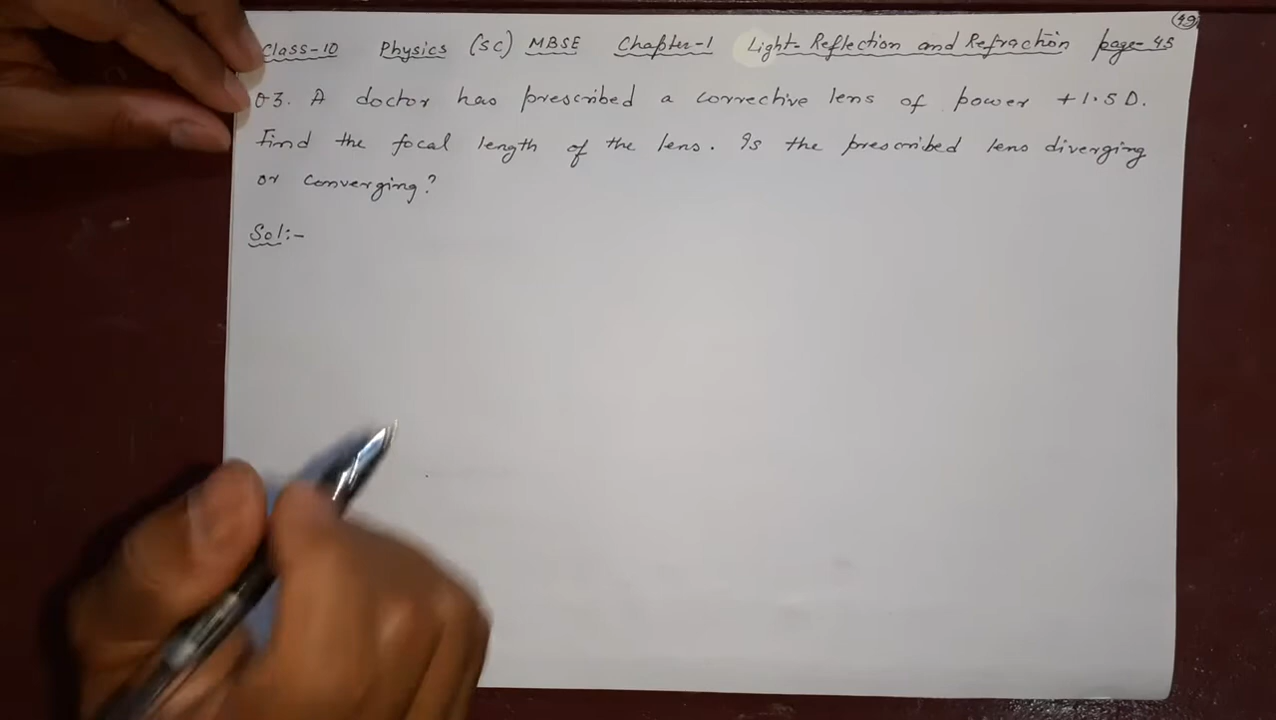 49
Class-10 Physics (SC) MBSE Chapter-1 Light-Reflection and Refraction page-45
Q3. A doctor has prescribed a corrective lens of power +1.5 D.
Find the focal length of the lens. Is the prescribed lens diverging
or converging?
Sol:-